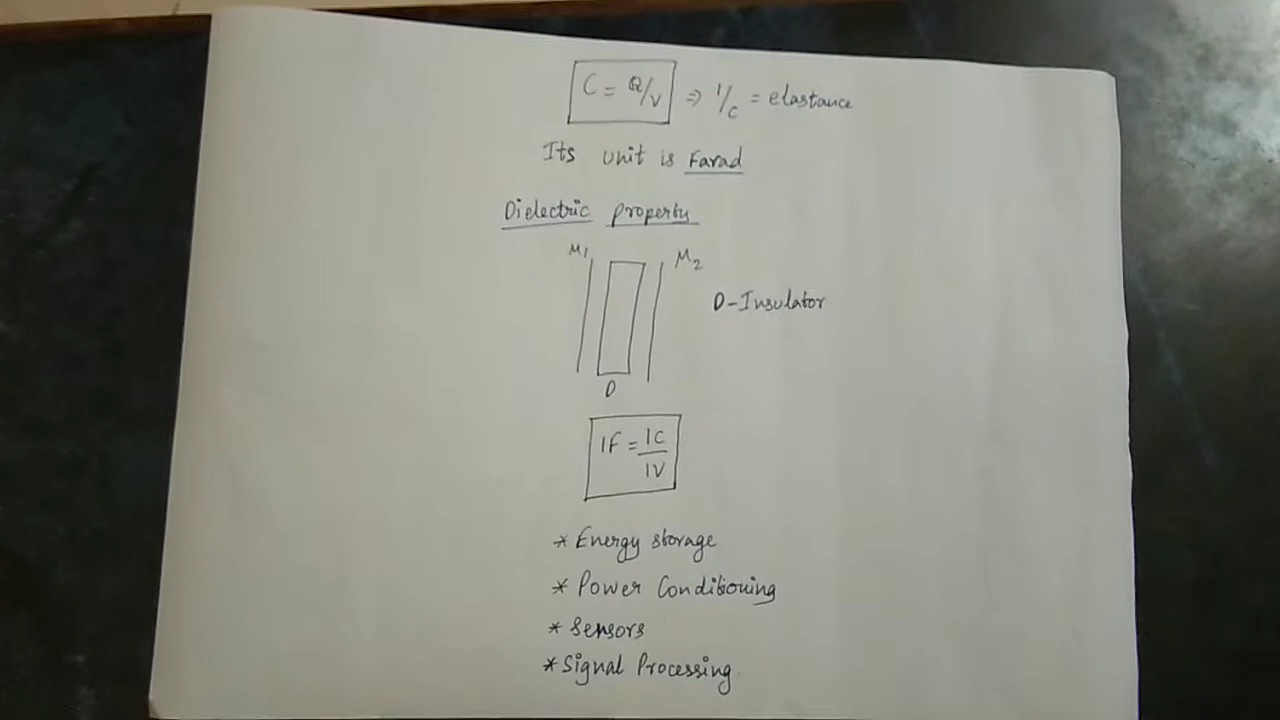 C = Q/V ⇒ 1/C = elastance
Its unit is Farad
Dielectric property
M1 M2
D-Insulator
D
1F = 1C/1V
* Energy storage
* Power Conditioning
* Sensors
* Signal Processing